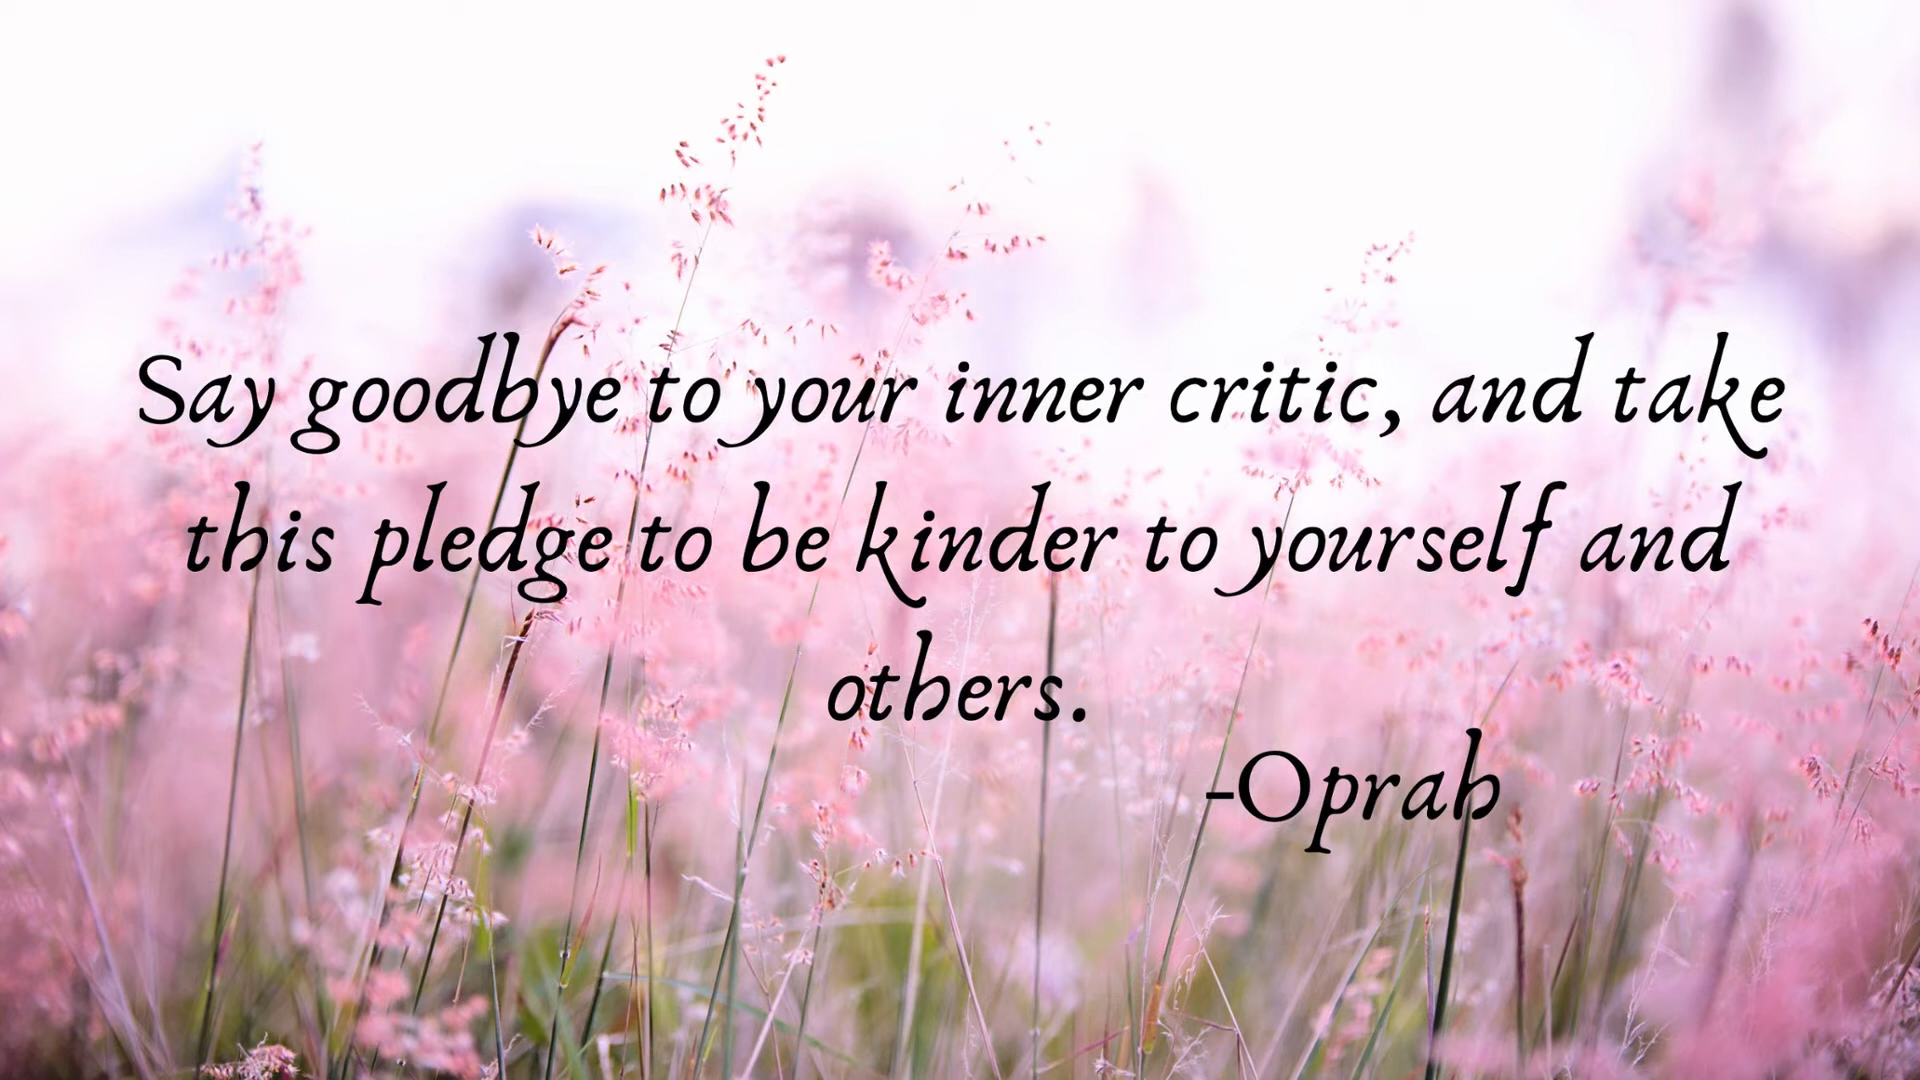 Say goodbye to your inner critic, and take
this pledge to be kinder to yourself and
others.
-Oprah